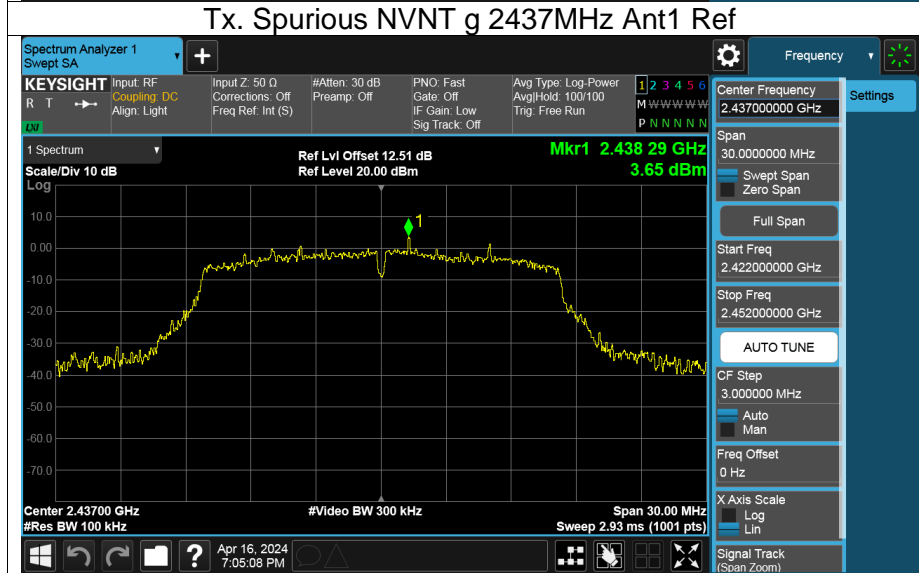 Tx. Spurious NVNT g 2437MHz Ant1 Ref
Spectrum Analyzer 1
Swept SA
+
Frequency
KEYSIGHT
R T
LXI
Input: RF
Coupling: DC
Align: Light
Input Z: 50 Ω
Corrections: Off
Freq Ref: Int (S)
#Atten: 30 dB
Preamp: Off
PNO: Fast
Gate: Off
IF Gain: Low
Sig Track: Off
Avg Type: Log-Power
Avg|Hold: 100/100
Trig: Free Run
1 2 3 4 5 6
M W W W W W
P N N N N N
1 Spectrum
Scale/Div 10 dB
Log
Ref Lvl Offset 12.51 dB
Ref Level 20.00 dBm
Mkr1 2.438 29 GHz
3.65 dBm
1
10.0
0.00
-10.0
-20.0
-30.0
-40.0
-50.0
-60.0
-70.0
Center 2.43700 GHz
#Res BW 100 kHz
#Video BW 300 kHz
Span 30.00 MHz
Sweep 2.93 ms (1001 pts)
Center Frequency
2.437000000 GHz
Settings
Span
30.0000000 MHz
Swept Span
Zero Span
Full Span
Start Freq
2.422000000 GHz
Stop Freq
2.452000000 GHz
AUTO TUNE
CF Step
3.000000 MHz
Auto
Man
Freq Offset
0 Hz
X Axis Scale
Log
Lin
Signal Track
(Span Zoom)
?
Apr 16, 2024
7:05:08 PM